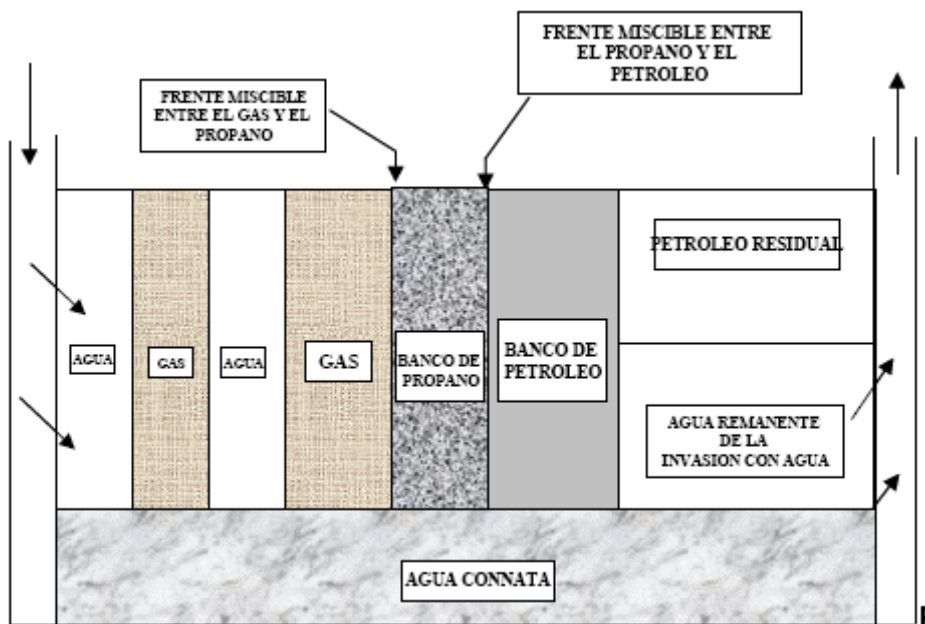 FRENTE MISCIBLE ENTRE
EL PROPANO Y EL
PETROLEO
FRENTE MISCIBLE
ENTRE EL GAS Y EL
PROPANO
PETROLEO RESIDUAL
AGUA
GAS
AGUA
GAS
BANCO DE
PROPANO
BANCO DE
PETROLEO
AGUA REMANENTE
DE LA
INVASION CON AGUA
AGUA CONNATA